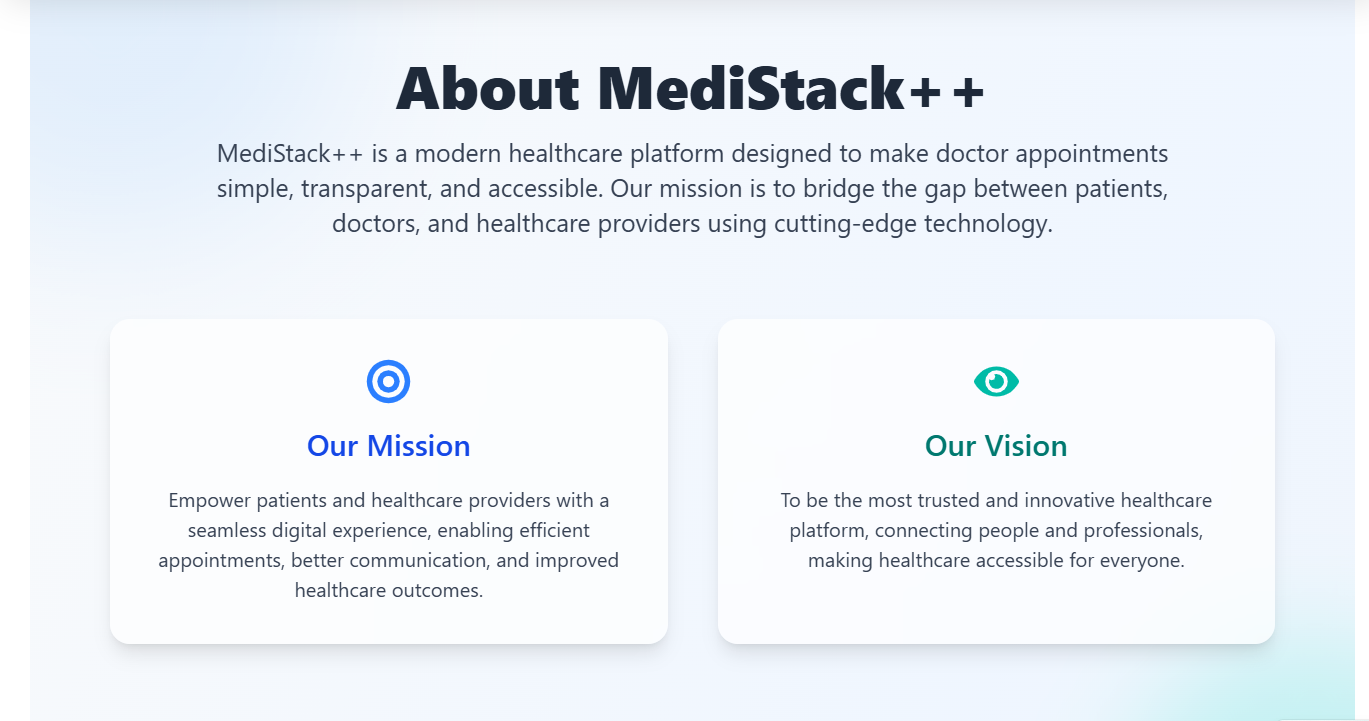 About MediStack++
MediStack++ is a modern healthcare platform designed to make doctor appointments
simple, transparent, and accessible. Our mission is to bridge the gap between patients,
doctors, and healthcare providers using cutting-edge technology.
Our Mission
Empower patients and healthcare providers with a
seamless digital experience, enabling efficient
appointments, better communication, and improved
healthcare outcomes.
Our Vision
To be the most trusted and innovative healthcare
platform, connecting people and professionals,
making healthcare accessible for everyone.